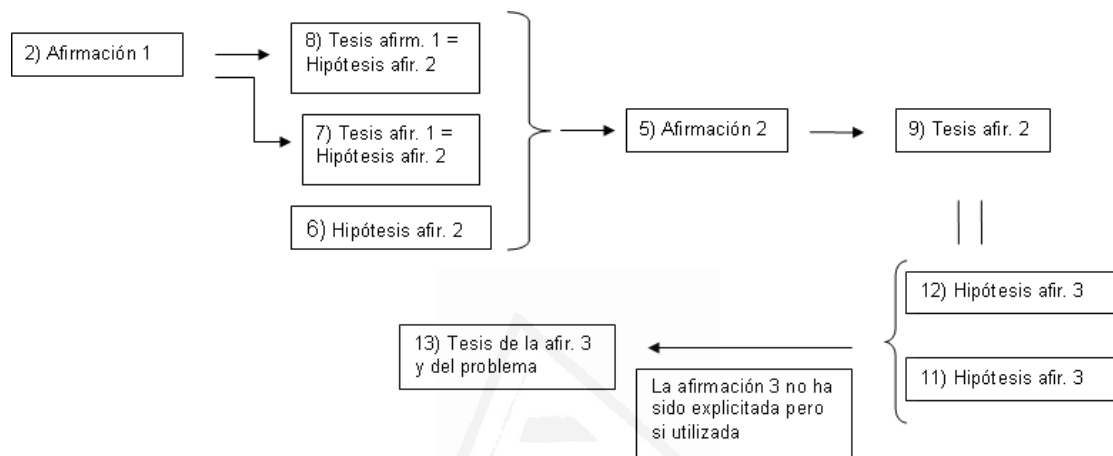 2) Afirmación 1
8) Tesis afirm. 1 =
Hipótesis afir. 2
7) Tesis afir. 1 =
Hipótesis afir. 2
6) Hipótesis afir. 2
5) Afirmación 2
9) Tesis afir. 2
12) Hipótesis afir. 3
11) Hipótesis afir. 3
13) Tesis de la afir. 3
y del problema
La afirmación 3 no ha
sido explicitada pero
si utilizada